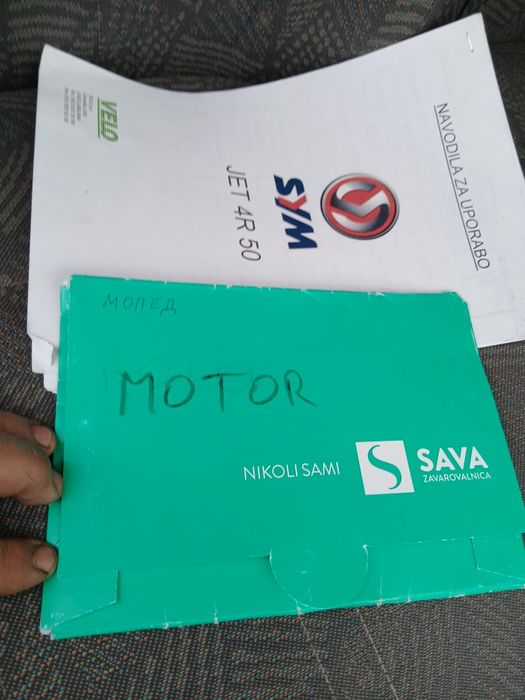 NAVODILA ZA UPORABO
SYM
JET 4R 50
VELO
МОПЕД
MOTOR
NIKOLI SAMI
SAVA
ZAVAROVALNICA